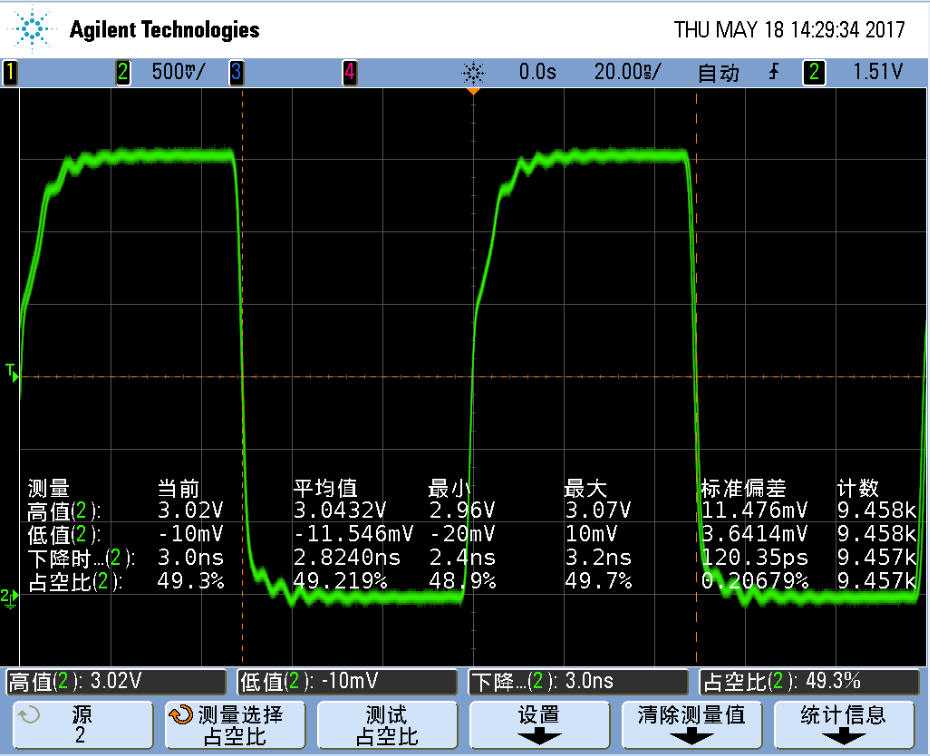 Agilent Technologies THU MAY 18 14:29:34 2017
1 2 500mV/ 3 4 0.0s 20.00ns/ 自动 2 1.51V
T
测量 当前 平均值 最小 最大 标准偏差 计数
高值(2): 3.02V 3.0432V 2.96V 3.07V 11.476mV 9.458k
低值(2): -10mV -11.546mV -20mV 10mV 3.6414mV 9.458k
下降时...(2): 3.0ns 2.8240ns 2.4ns 3.2ns 120.35ps 9.457k
占空比(2): 49.3% 49.219% 48.9% 49.7% 0.20679% 9.457k
2
高值(2): 3.02V 低值(2): -10mV 下降...(2): 3.0ns 占空比(2): 49.3%
源 测量选择 测试 设置 清除测量值 统计信息
2 占空比 占空比